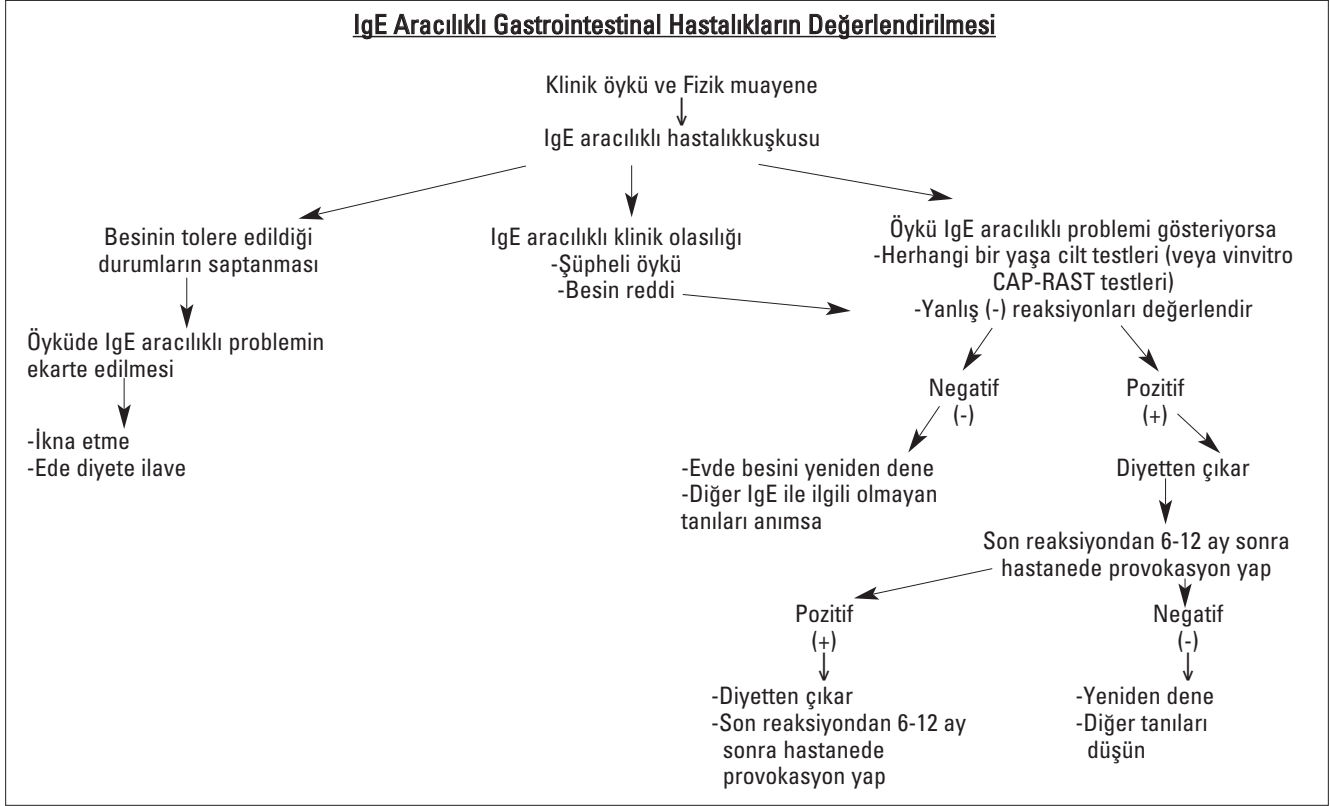 IgE Aracılıklı Gastrointestinal Hastalıkların Değerlendirilmesi
Klinik öykü ve Fizik muayene
IgE aracılıklı hastalıkkuşkusu
Besinin tolere edildiği
durumların saptanması
Öyküde IgE aracılıklı problemin
ekarte edilmesi
-İkna etme
-Ede diyete ilave
IgE aracılıklı klinik olasılığı
-Şüpheli öykü
-Besin reddi
Öykü IgE aracılıklı problemi gösteriyorsa
-Herhangi bir yaşa cilt testleri (veya vinvitro
CAP-RAST testleri)
-Yanlış (-) reaksiyonları değerlendir
Negatif
(-)
-Evde besini yeniden dene
-Diğer IgE ile ilgili olmayan
tanıları anımsa
Pozitif
(+)
Diyetten çıkar
Son reaksiyondan 6-12 ay sonra
hastanede provokasyon yap
Pozitif
(+)
-Diyetten çıkar
-Son reaksiyondan 6-12 ay
sonra hastanede
provokasyon yap
Negatif
(-)
-Yeniden dene
-Diğer tanıları
düşün